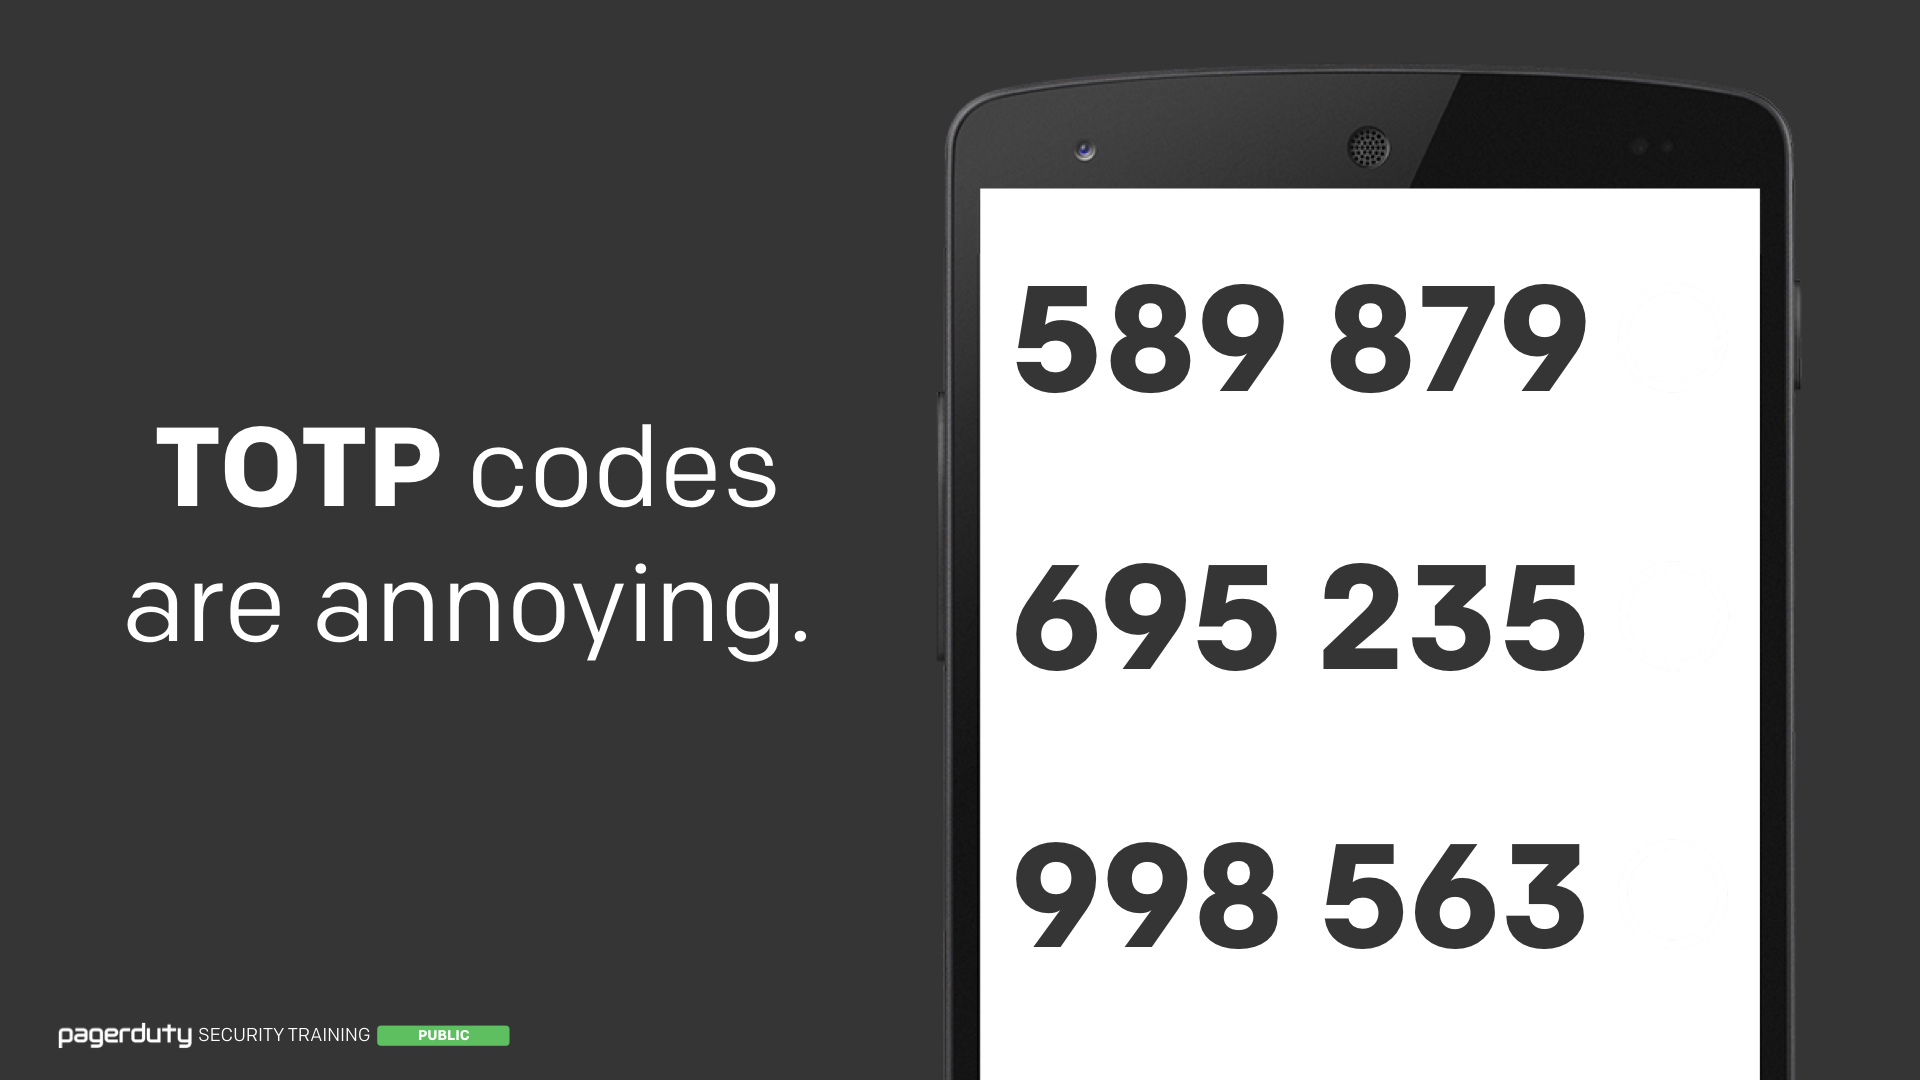 TOTP codes
are annoying.
589 879
695 235
998 563
pagerduty SECURITY TRAINING PUBLIC